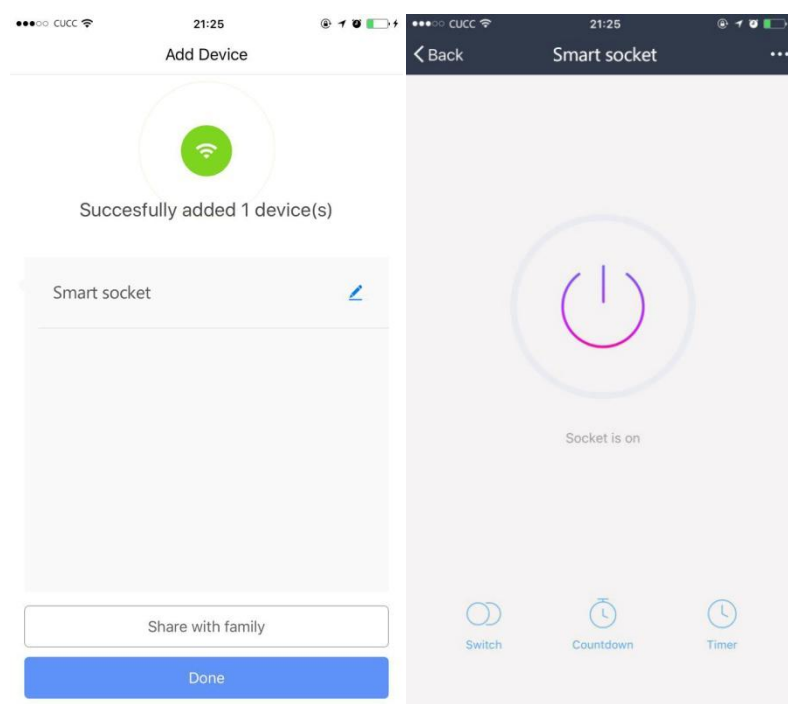 CUCC 21:25
Add Device
Succesfully added 1 device(s)
Smart socket
Share with family
Done
CUCC 21:25
Back Smart socket
Socket is on
Switch Countdown Timer